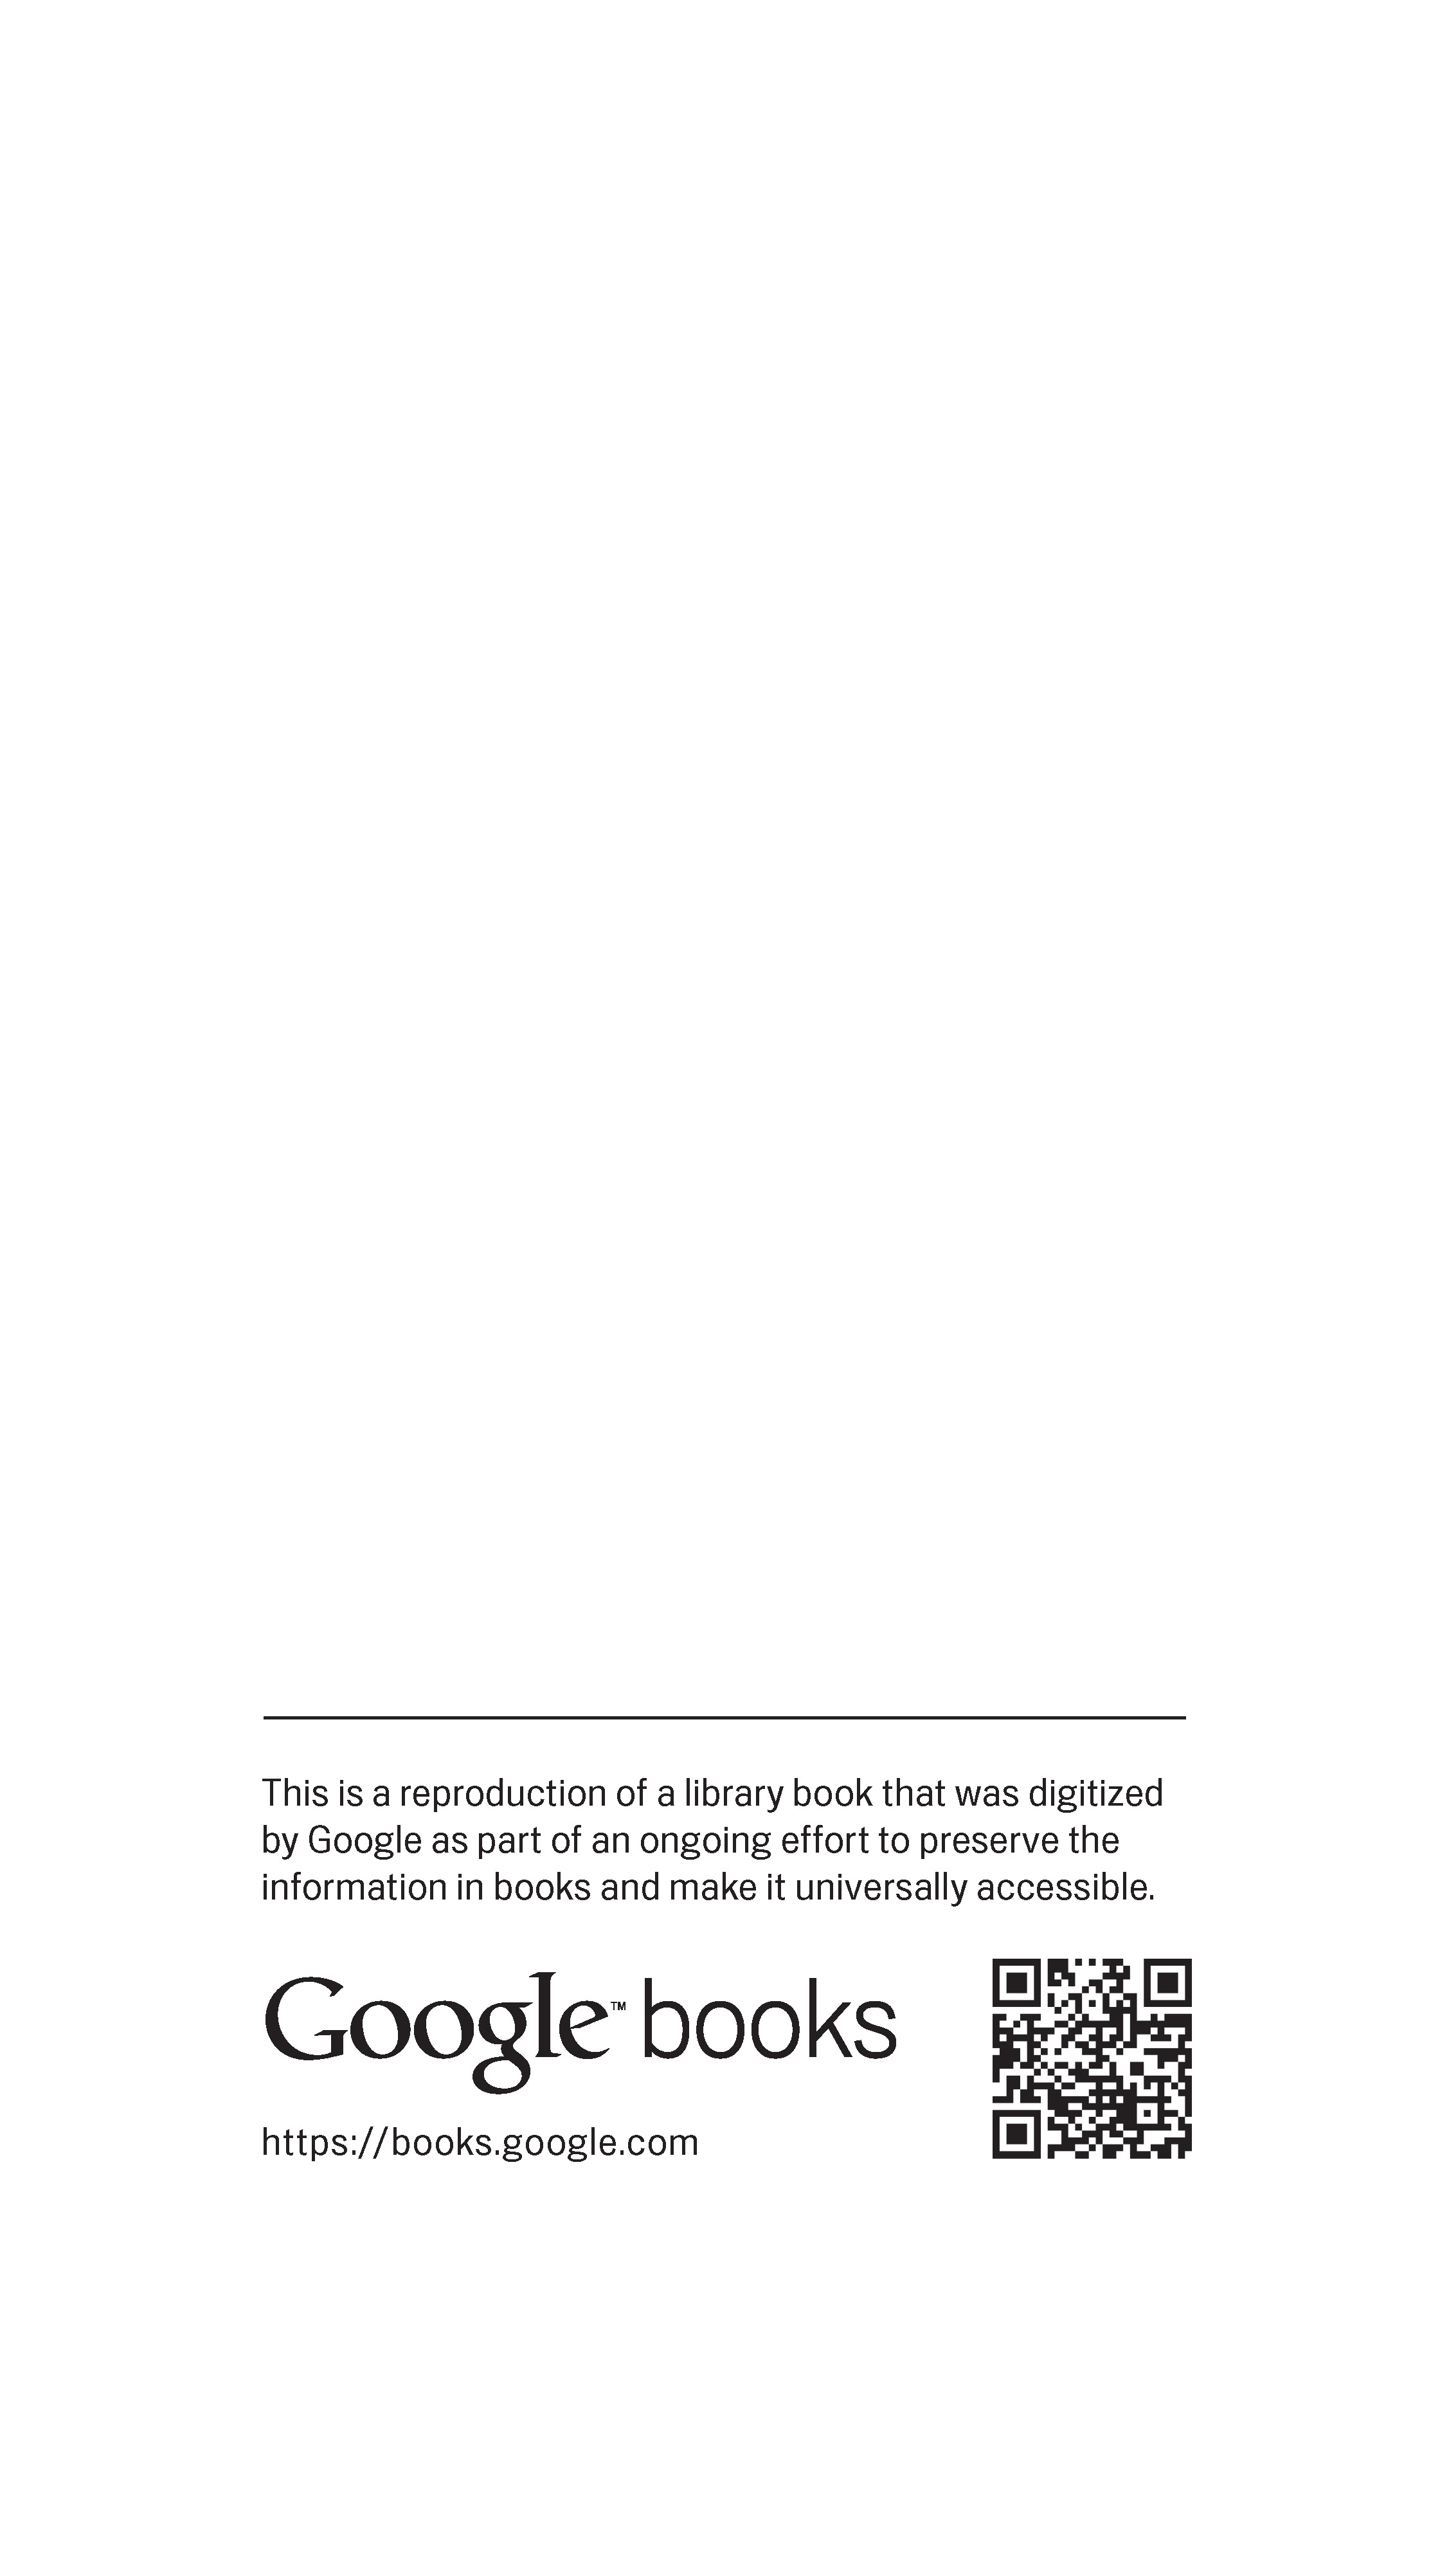 This is a reproduction of a library book that was digitized
by Google as part of an ongoing effort to preserve the
information in books and make it universally accessible.
Google™ books
https://books.google.com